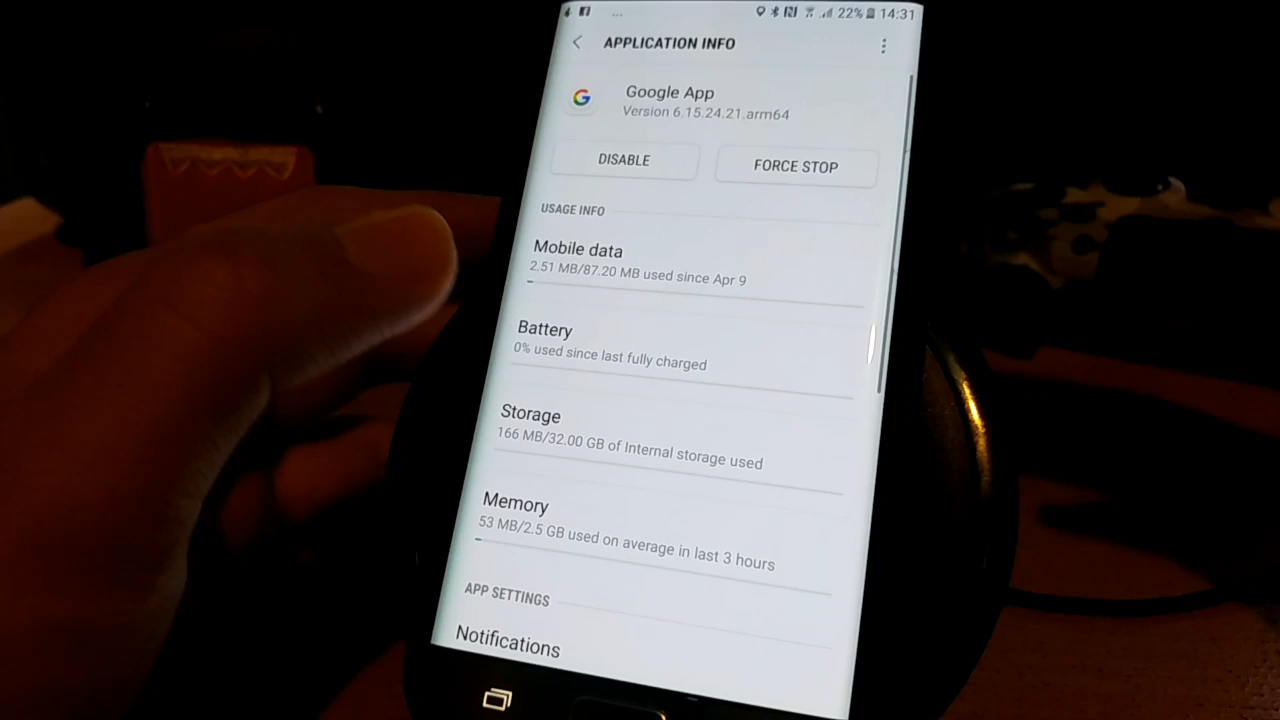 22% 14:31
APPLICATION INFO
Google App
Version 6.15.24.21.arm64
DISABLE
FORCE STOP
USAGE INFO
Mobile data
2.51 MB/87.20 MB used since Apr 9
Battery
0% used since last fully charged
Storage
166 MB/32.00 GB of Internal storage used
Memory
53 MB/2.5 GB used on average in last 3 hours
APP SETTINGS
Notifications